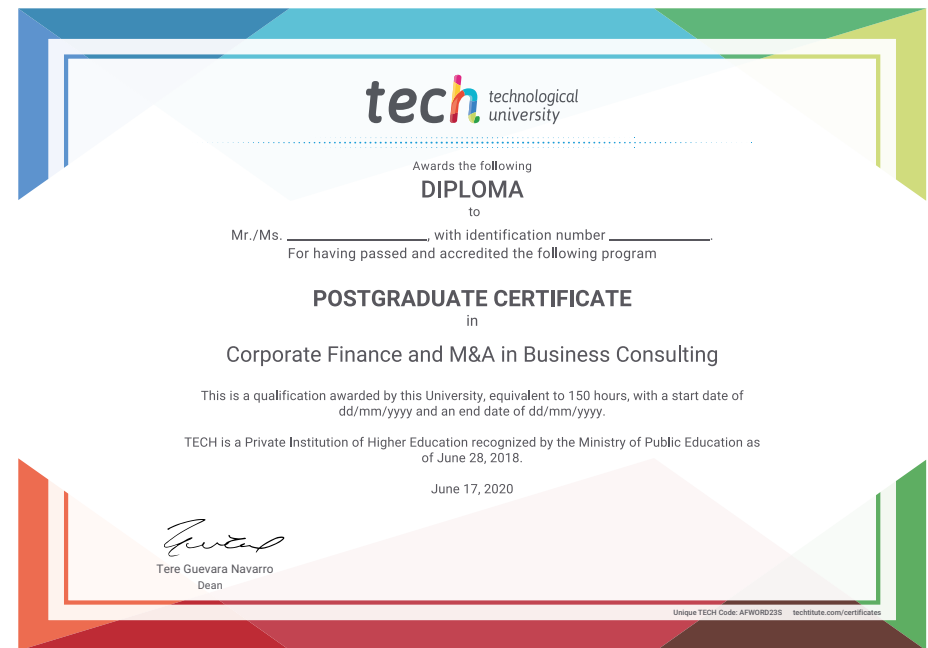 tech technological
university
Awards the following
DIPLOMA
to
Mr./Ms. ____________, with identification number ____________.
For having passed and accredited the following program
POSTGRADUATE CERTIFICATE
in
Corporate Finance and M&A in Business Consulting
This is a qualification awarded by this University, equivalent to 150 hours, with a start date of
dd/mm/yyyy and an end date of dd/mm/yyyy.
TECH is a Private Institution of Higher Education recognized by the Ministry of Public Education as
of June 28, 2018.
June 17, 2020
Tere Guevara Navarro
Dean
Unique TECH Code: AFWORD23S techtitute.com/certificates